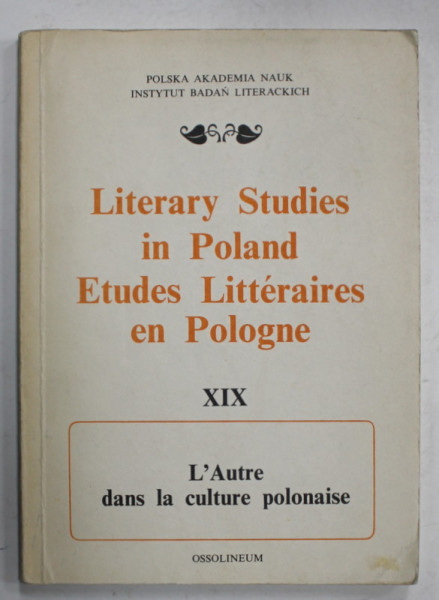 POLSKA AKADEMIA NAUK
INSTYTUT BADAŃ LITERACKICH
Literary Studies
in Poland
Etudes Littéraires
en Pologne
XIX
L'Autre
dans la culture polonaise
OSSOLINEUM